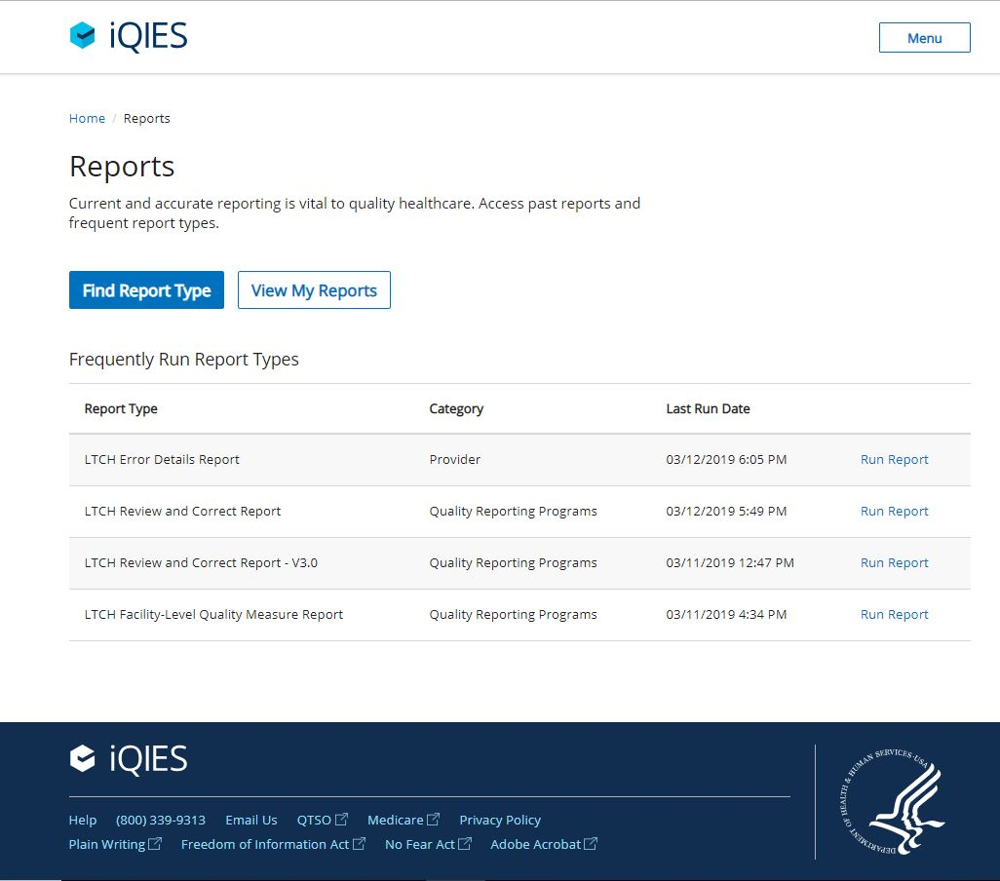 iQIES
Menu
Home / Reports
Reports
Current and accurate reporting is vital to quality healthcare. Access past reports and
frequent report types.
Find Report Type View My Reports
Frequently Run Report Types
Report Type Category Last Run Date
LTCH Error Details Report Provider 03/12/2019 6:05 PM Run Report
LTCH Review and Correct Report Quality Reporting Programs 03/12/2019 5:49 PM Run Report
LTCH Review and Correct Report - V3.0 Quality Reporting Programs 03/11/2019 12:47 PM Run Report
LTCH Facility-Level Quality Measure Report Quality Reporting Programs 03/11/2019 4:34 PM Run Report
iQIES
Help (800) 339-9313 Email Us QTSO Medicare Privacy Policy
Plain Writing Freedom of Information Act No Fear Act Adobe Acrobat
DEPARTMENT OF HEALTH & HUMAN SERVICES·USA